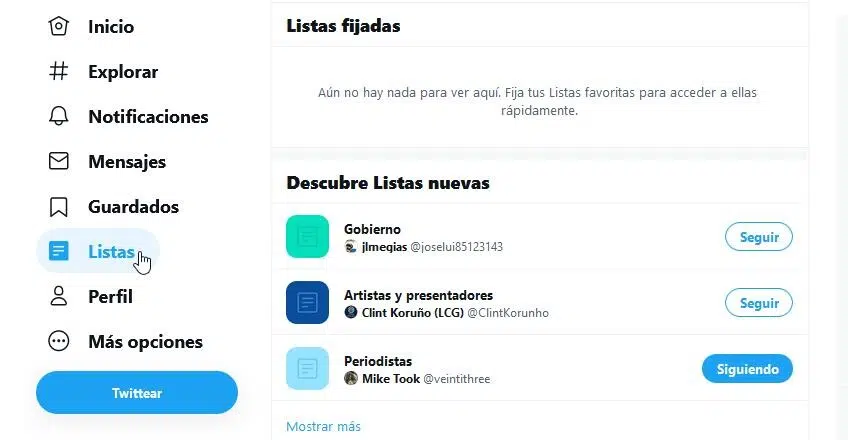 Inicio
Explorar
Notificaciones
Mensajes
Guardados
Listas
Perfil
Más opciones
Twittear
Listas fijadas
Aún no hay nada para ver aquí. Fija tus Listas favoritas para acceder a ellas
rápidamente.
Descubre Listas nuevas
Gobierno
jlmeqias @joselui85123143
Seguir
Artistas y presentadores
Clint Koruño (LCG) @ClintKorunho
Seguir
Periodistas
Mike Took @veintithree
Siguiendo
Mostrar más